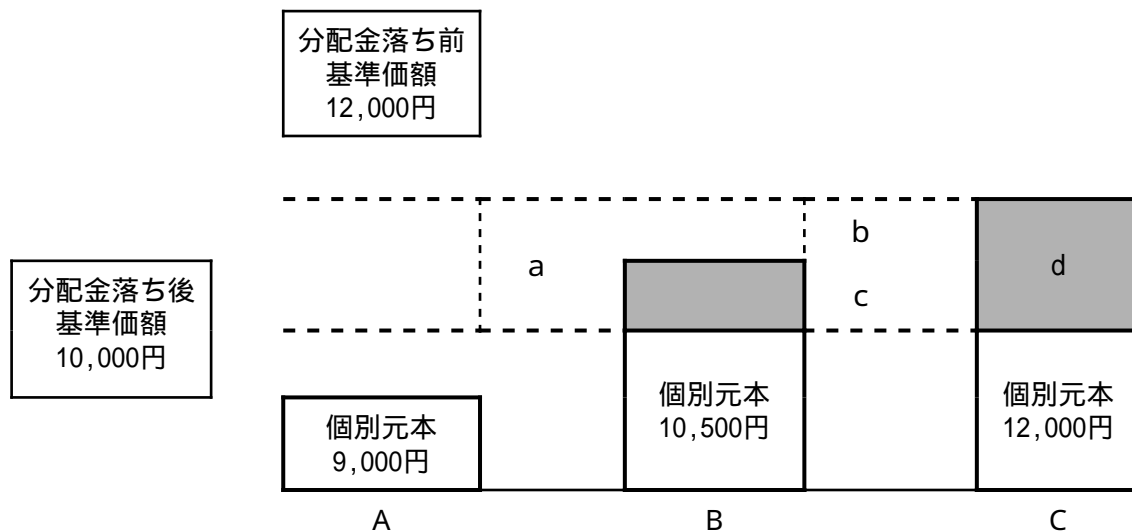 分配金落ち前
基準価額
12,000円
b
a
d
c
分配金落ち後
基準価額
10,000円
個別元本
9,000円
個別元本
10,500円
個別元本
12,000円
A
B
C